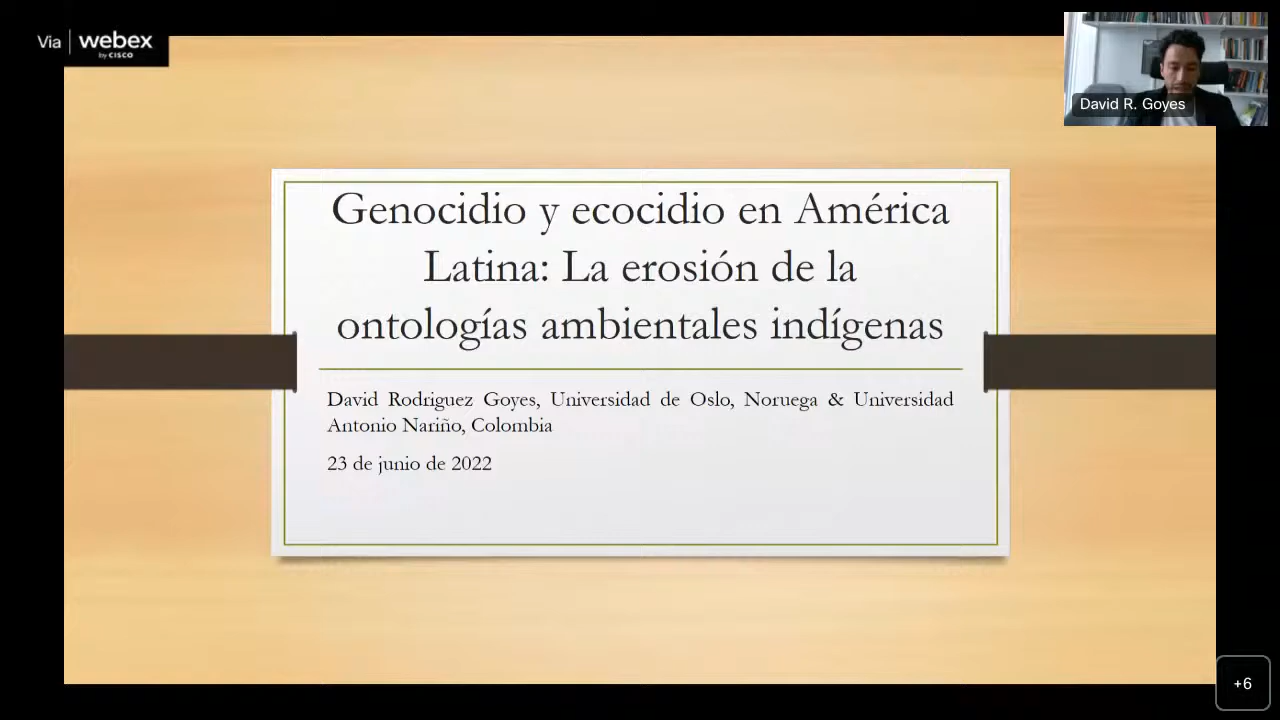 Via webex
by CISCO
David R. Goyes
Genocidio y ecocidio en América
Latina: La erosión de la
ontologías ambientales indígenas
David Rodriguez Goyes, Universidad de Oslo, Noruega & Universidad
Antonio Nariño, Colombia
23 de junio de 2022
+6